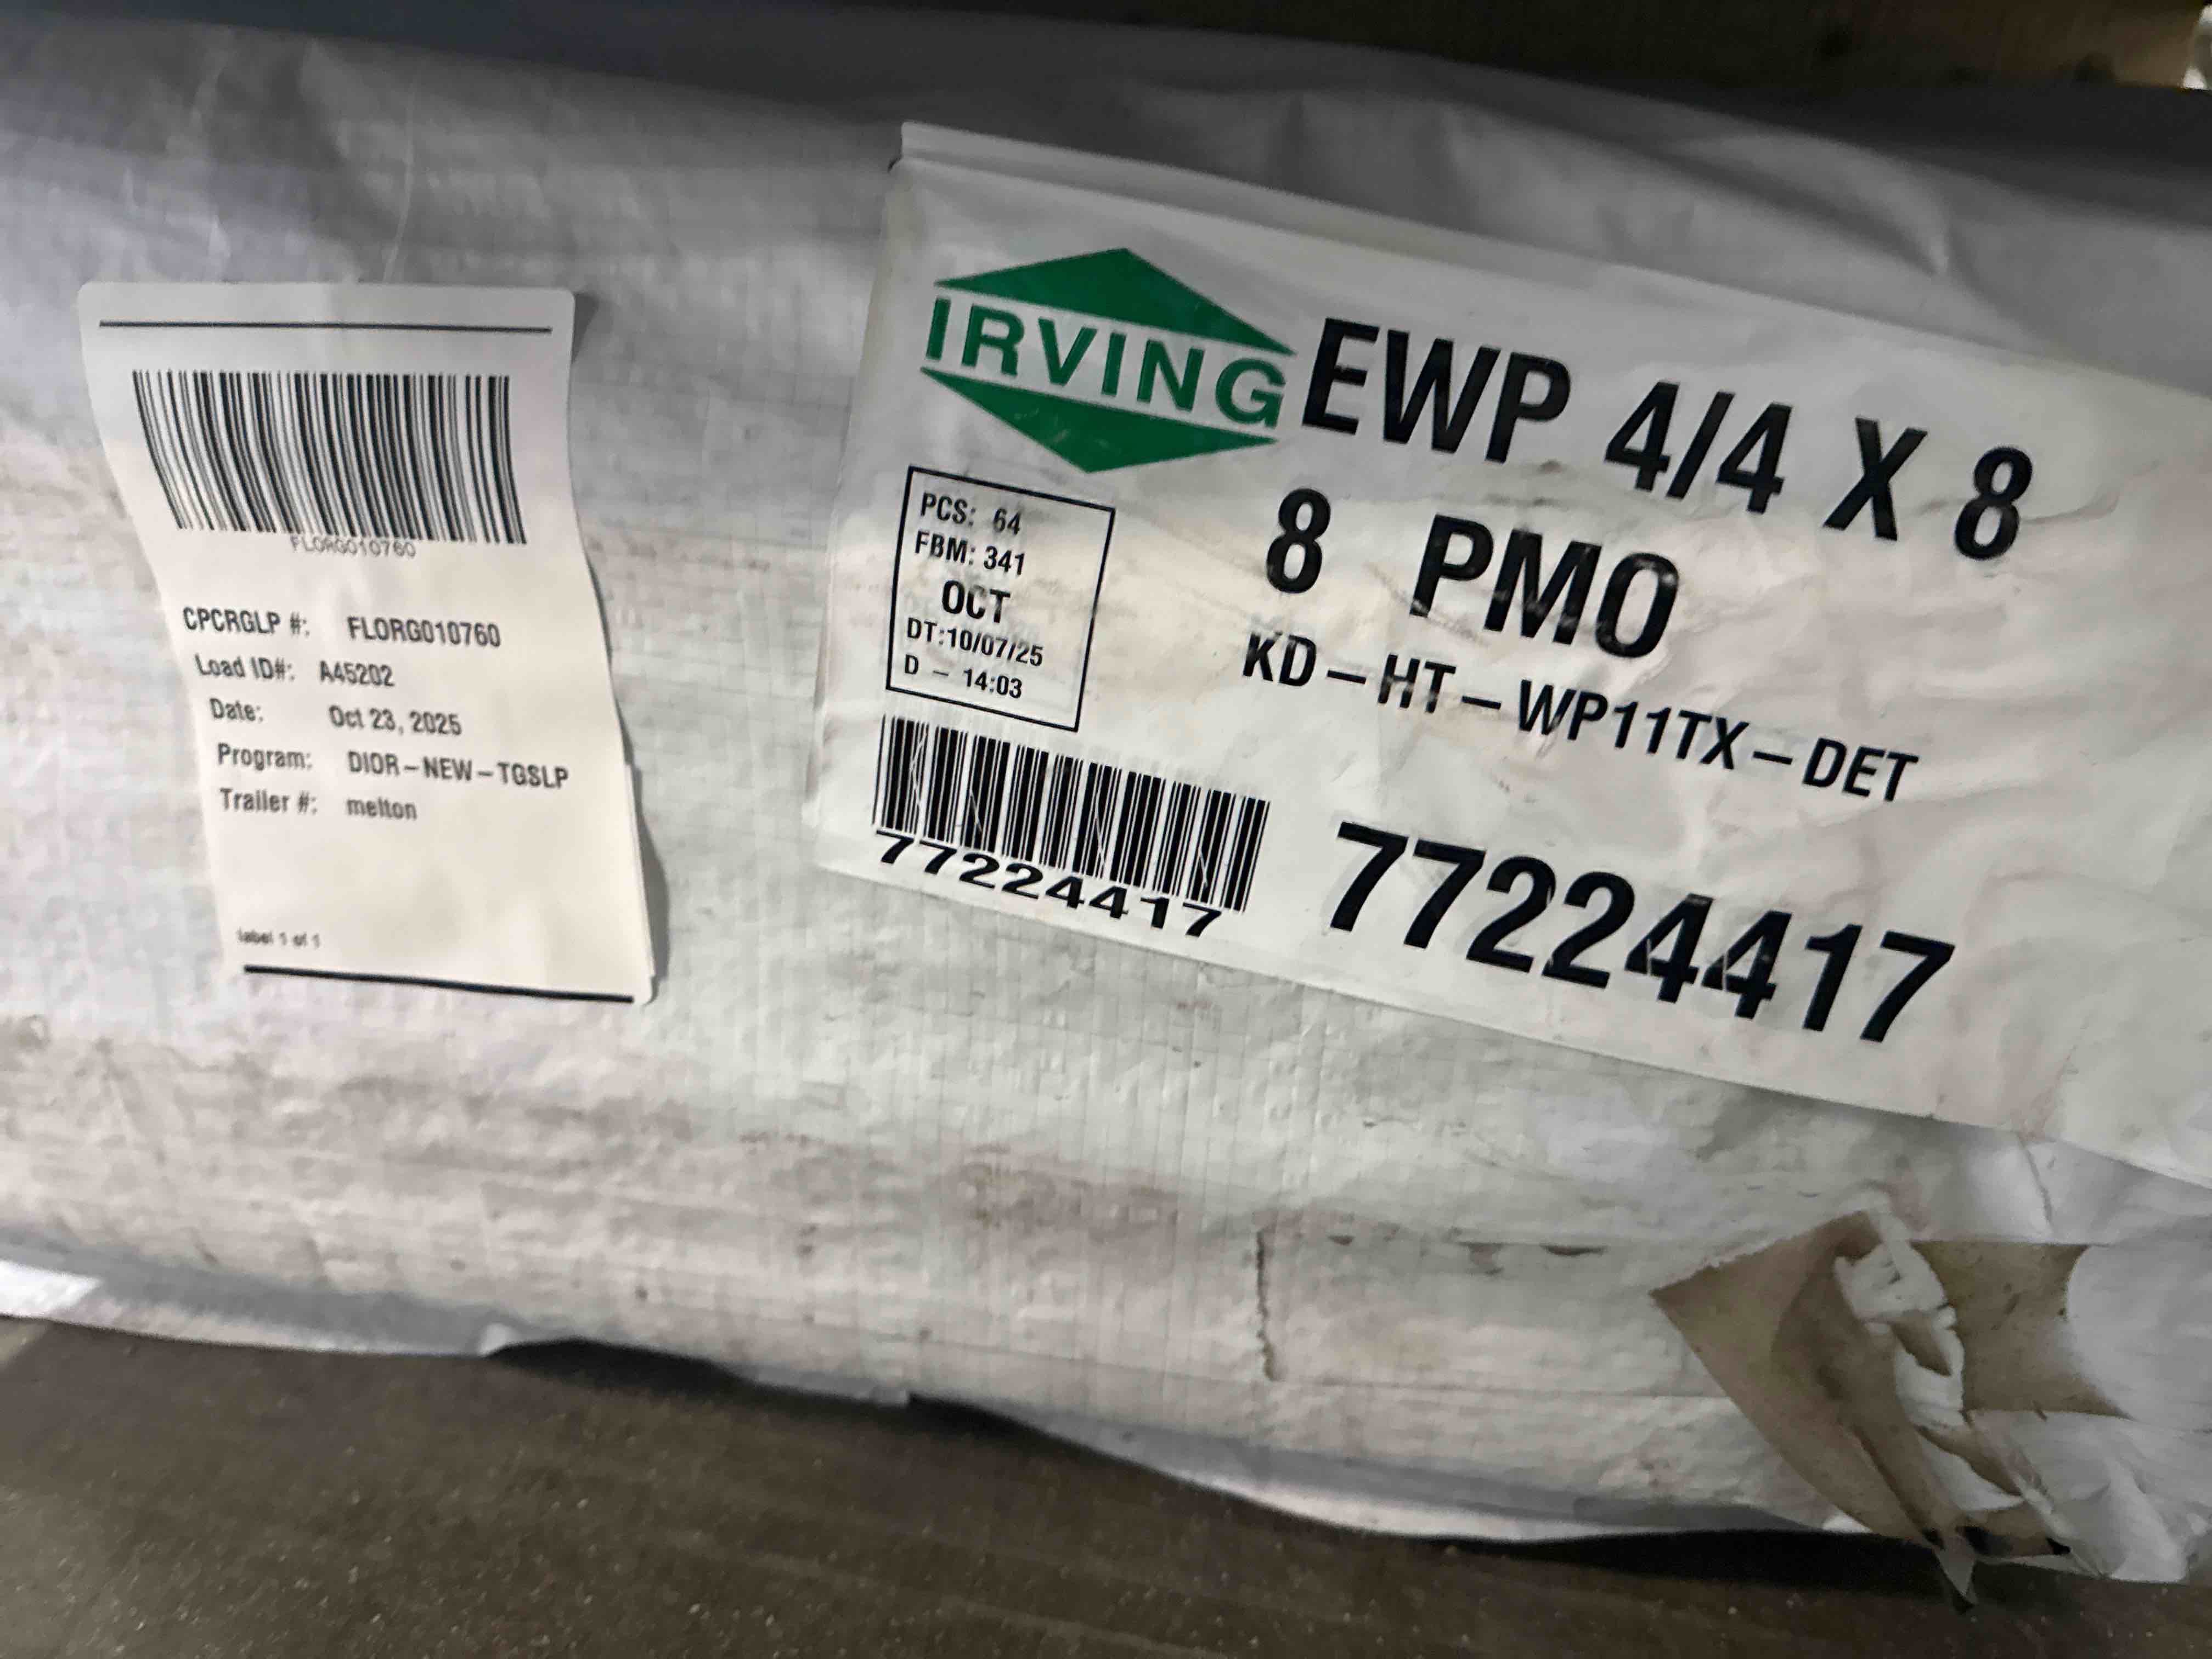 FLORG010760
CPCRGLP #: FLORG010760
Load ID#: A45202
Date: Oct 23, 2025
Program: DIOR-NEW-TGSLP
Trailer #: melton
label 1 of 1
IRVING
EWP 4/4 X 8
8 PMO
KD-HT-WP11TX-DET
PCS: 64
FBM: 341
OCT
DT:10/07/25
D - 14:03
77224417
77224417